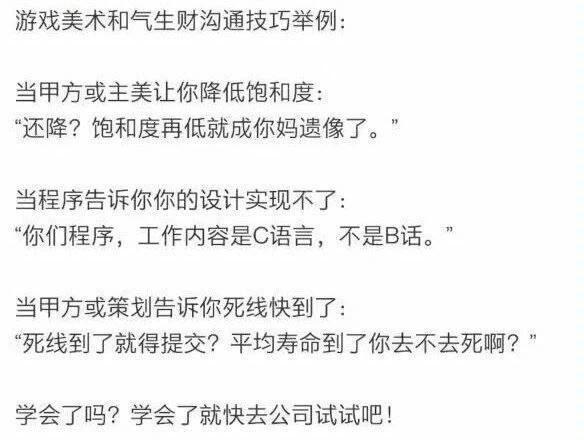 游戏美术和气生财沟通技巧举例：
当甲方或主美让你降低饱和度：
“还降？饱和度再低就成你妈遗像了。”
当程序告诉你你的设计实现不了：
“你们程序，工作内容是C语言，不是B话。”
当甲方或策划告诉你死线快到了：
“死线到了就得提交？平均寿命到了你去不去死啊？”
学会了吗？学会了就快去公司试试吧！